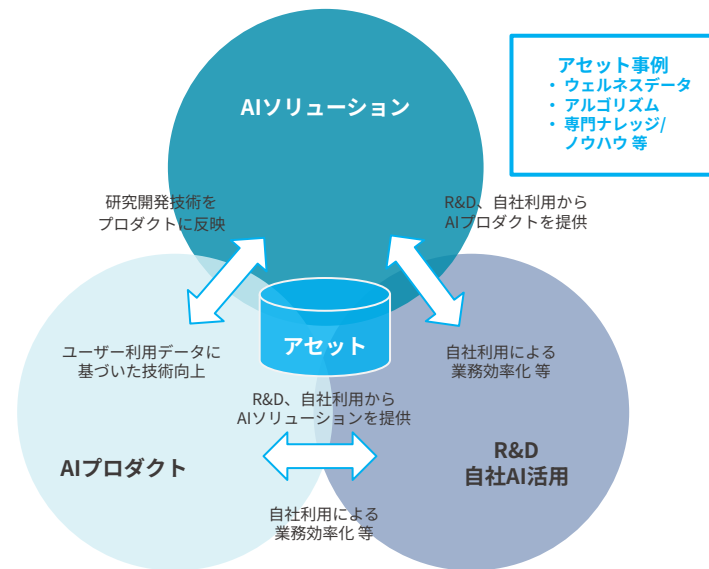 AIソリューション
アセット事例
・ ウェルネスデータ
・ アルゴリズム
・ 専門ナレッジ/
ノウハウ 等
研究開発技術を
プロダクトに反映
R&D、自社利用から
AIプロダクトを提供
アセット
ユーザー利用データに
基づいた技術向上
自社利用による
業務効率化 等
R&D、自社利用から
AIソリューションを提供
AIプロダクト
R&D
自社AI活用
自社利用による
業務効率化 等